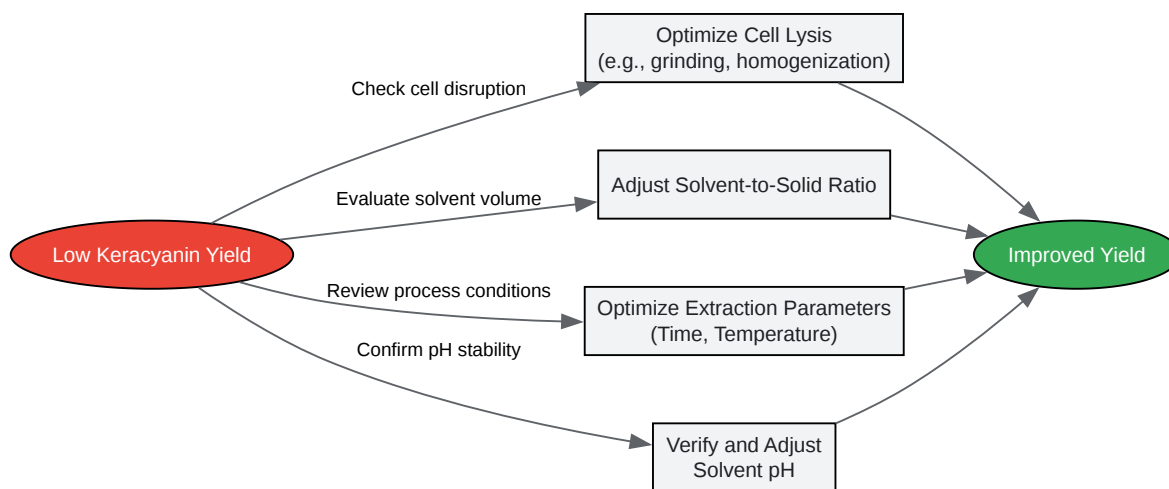 Optimize Cell Lysis
(e.g., grinding, homogenization)
Check cell disruption
Adjust Solvent-to-Solid Ratio
Evaluate solvent volume
Low Keracyanin Yield
Improved Yield
Review process conditions
Optimize Extraction Parameters
(Time, Temperature)
Confirm pH stability
Verify and Adjust
Solvent pH